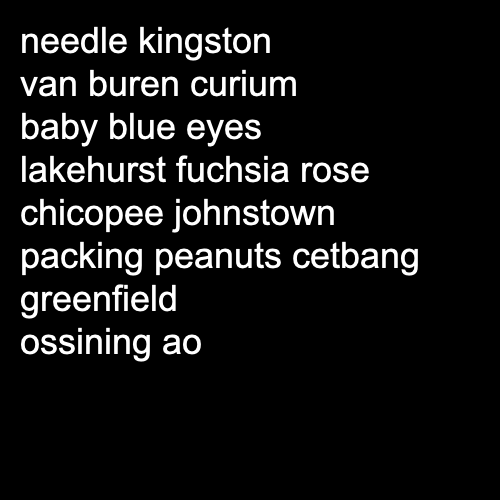 needle kingston
van buren curium
baby blue eyes
lakehurst fuchsia rose
chicopee johnstown
packing peanuts cetbang
greenfield
ossining ao